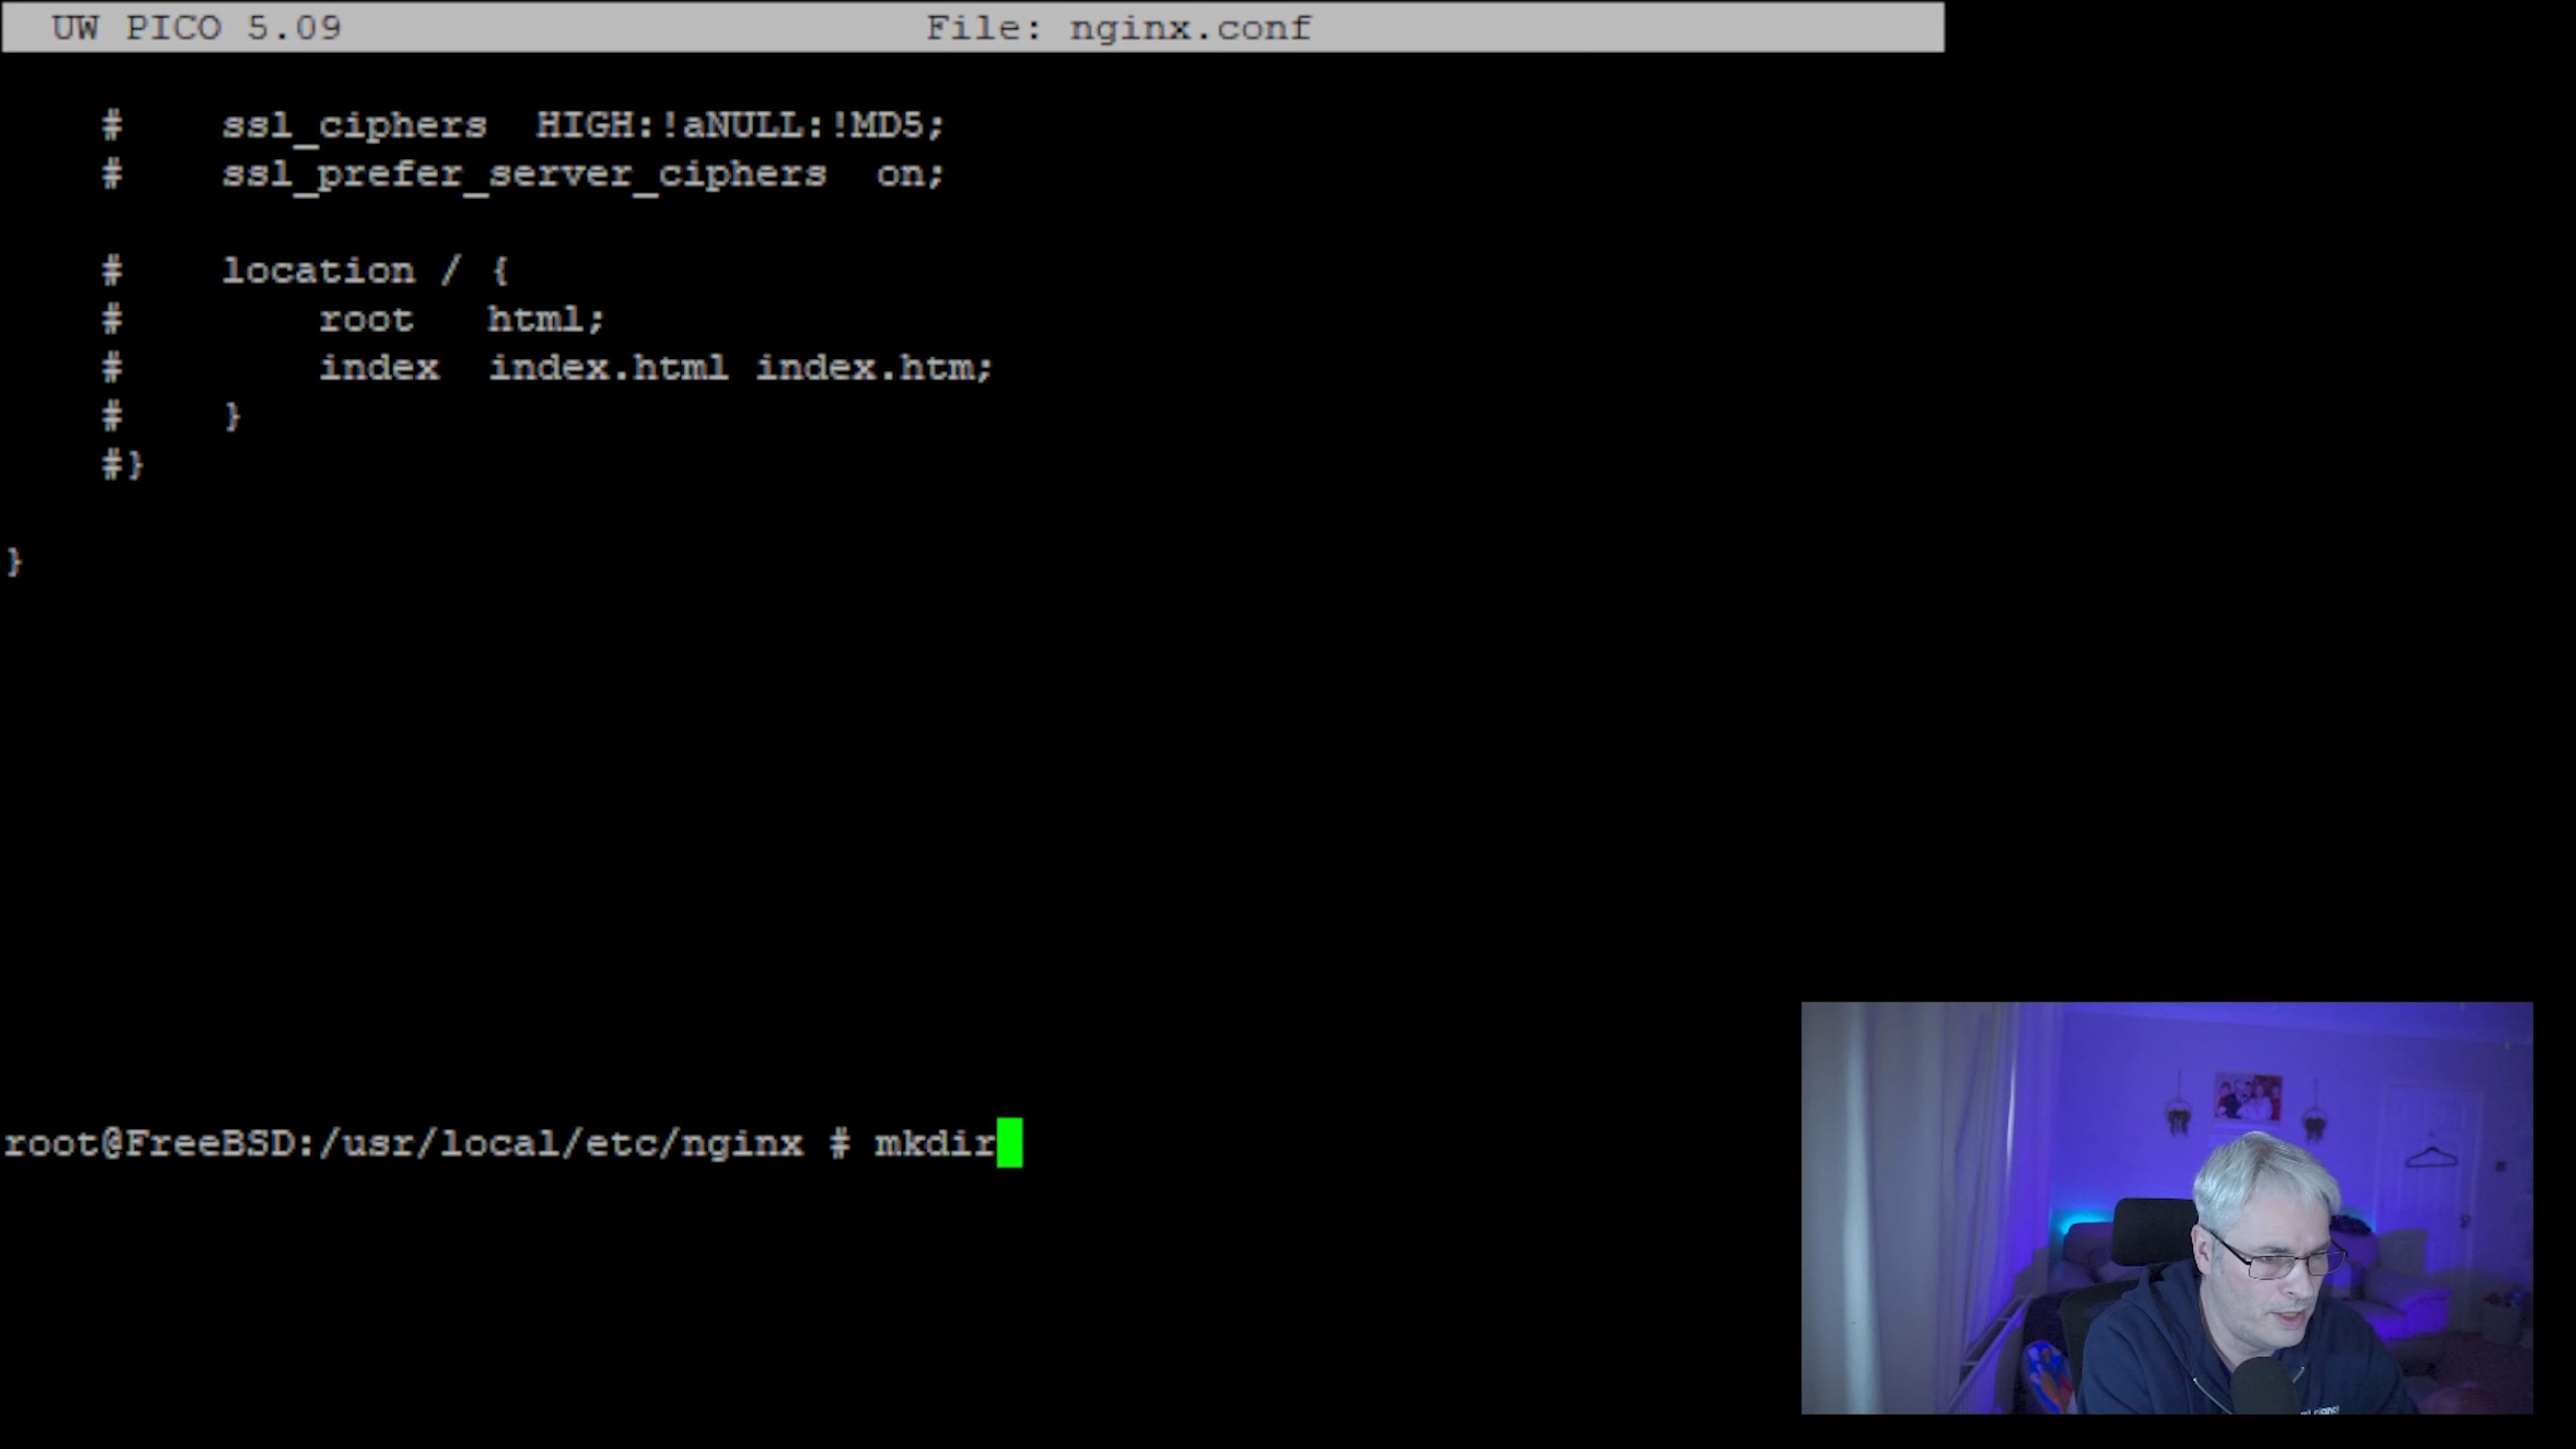 UW PICO 5.09 File: nginx.conf
# ssl_ciphers HIGH:!aNULL:!MD5;
# ssl_prefer_server_ciphers on;
# location / {
# root html;
# index index.html index.htm;
# }
#}
}
root@FreeBSD:/usr/local/etc/nginx # mkdir